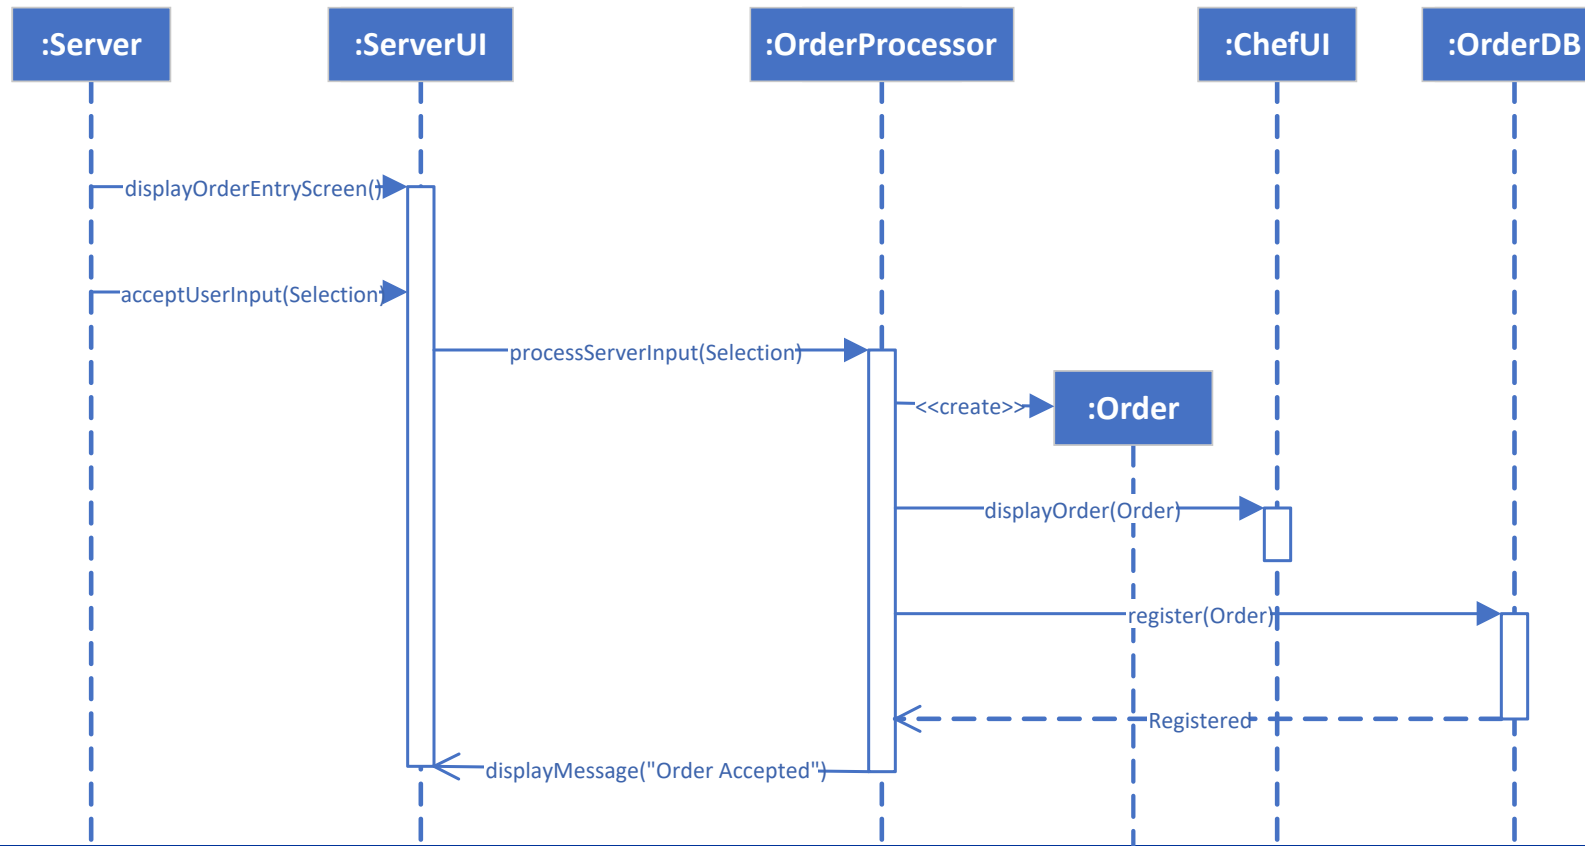 :Server
:ServerUI
:OrderProcessor
:ChefUI
:OrderDB
displayOrderEntryScreen()
acceptUserInput(Selection)
processServerInput(Selection)
<<create>>
:Order
displayOrder(Order)
register(Order)
Registered
displayMessage("Order Accepted")